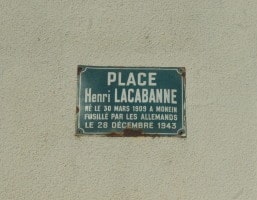 PLACE
Henri LACABANNE
NÉ LE 30 MARS 1909 A MONEIN
FUSILLÉ PAR LES ALLEMANDS
LE 28 DÉCEMBRE 1943